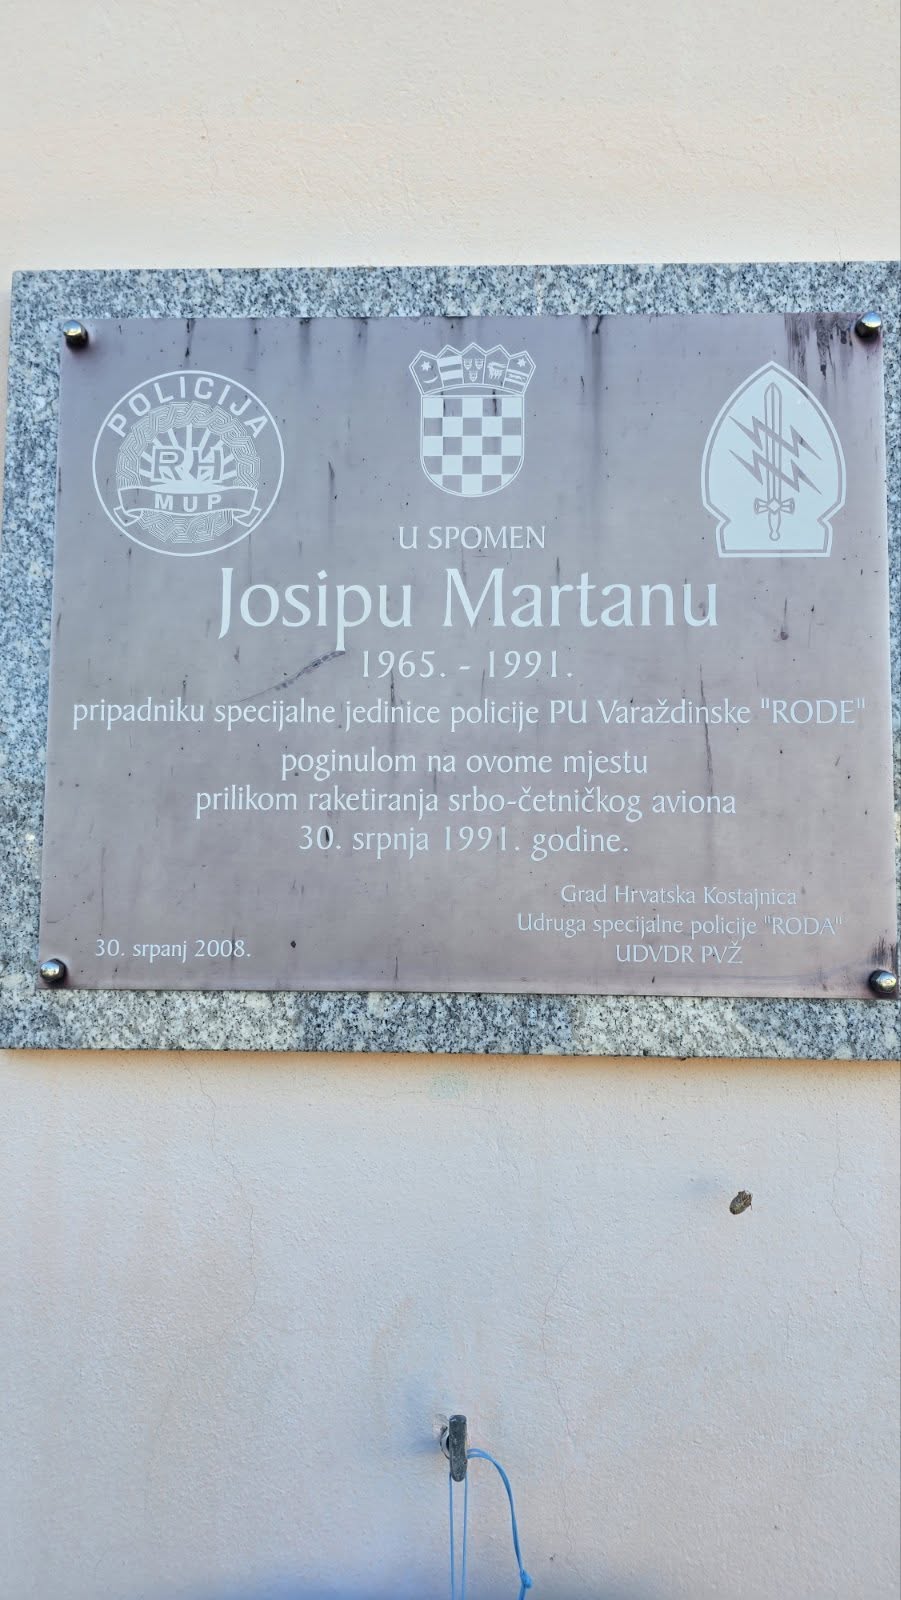 POLICIJA
RH
MUP
U SPOMEN
Josipu Martanu
1965. - 1991.
pripadniku specijalne jedinice policije PU Varaždinske "RODE"
poginulom na ovome mjestu
prilikom raketiranja srbo-četničkog aviona
30. srpnja 1991. godine.
Grad Hrvatska Kostajnica
Udruga specijalne policije "RODA"
UDVDR PVŽ
30. srpanj 2008.